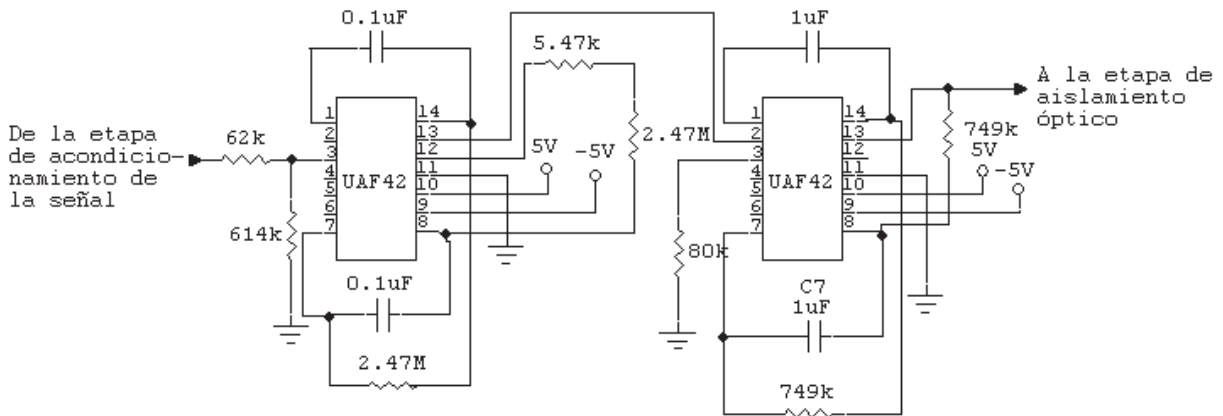 0.1uF
5.47k
1uF
De la etapa
de acondicio-
namiento de
la señal
62k
614k
1
2
3
4
5
6
7
UAF42
14
13
12
11
10
9
8
5V
-5V
2.47M
0.1uF
2.47M
80k
1
2
3
4
5
6
7
UAF42
14
13
12
11
10
9
8
A la etapa de
aislamiento
óptico
749k
5V
-5V
C7
1uF
749k